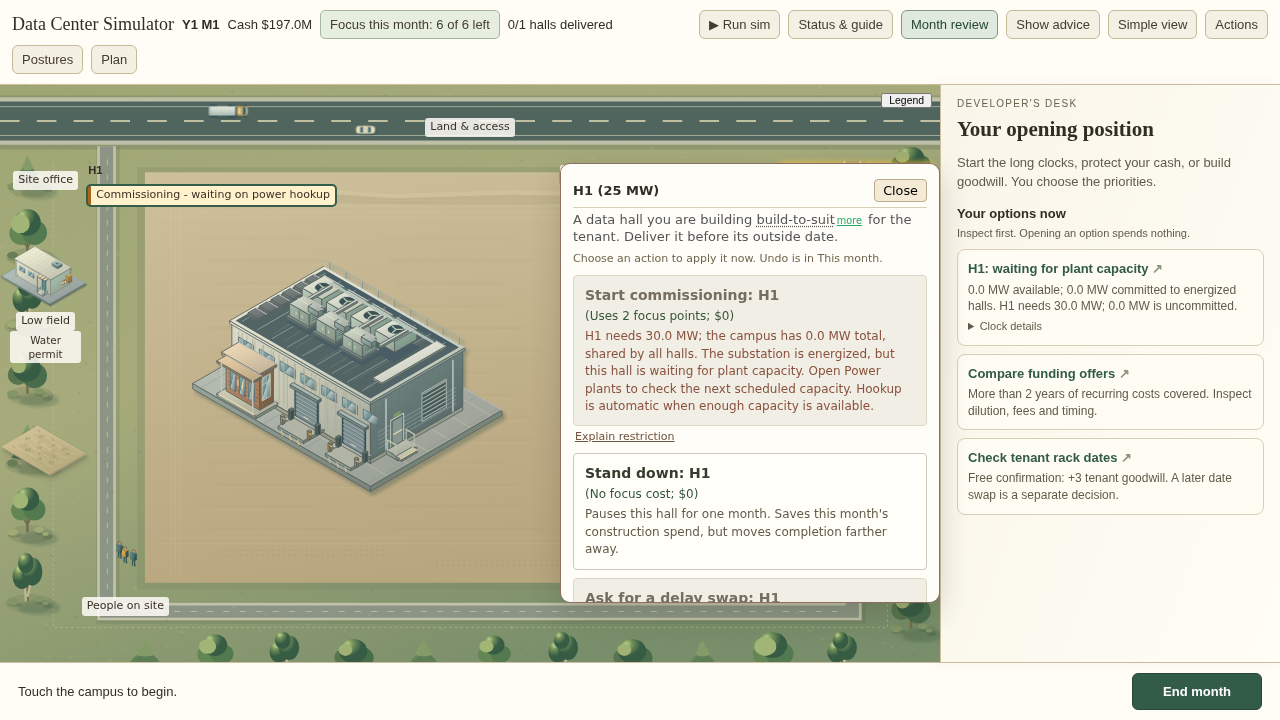 Data Center Simulator Y1 M1 Cash $197.0M Focus this month: 6 of 6 left 0/1 halls delivered ▶ Run sim Status & guide Month review Show advice Simple view Actions
Postures Plan
Legend
Land & access
H1
Site office
Commissioning - waiting on power hookup
Low field
Water
permit
People on site
H1 (25 MW) Close
A data hall you are building build-to-suit more for the
tenant. Deliver it before its outside date.
Choose an action to apply it now. Undo is in This month.
Start commissioning: H1
(Uses 2 focus points; $0)
H1 needs 30.0 MW; the campus has 0.0 MW total,
shared by all halls. The substation is energized, but
this hall is waiting for plant capacity. Open Power
plants to check the next scheduled capacity. Hookup
is automatic when enough capacity is available.
Explain restriction
Stand down: H1
(No focus cost; $0)
Pauses this hall for one month. Saves this month's
construction spend, but moves completion farther
away.
Ask for a delay swap: H1
DEVELOPER'S DESK
Your opening position
Start the long clocks, protect your cash, or build
goodwill. You choose the priorities.
Your options now
Inspect first. Opening an option spends nothing.
H1: waiting for plant capacity ↗
0.0 MW available; 0.0 MW committed to energized
halls. H1 needs 30.0 MW; 0.0 MW is uncommitted.
▶ Clock details
Compare funding offers ↗
More than 2 years of recurring costs covered. Inspect
dilution, fees and timing.
Check tenant rack dates ↗
Free confirmation: +3 tenant goodwill. A later date
swap is a separate decision.
Touch the campus to begin.
End month